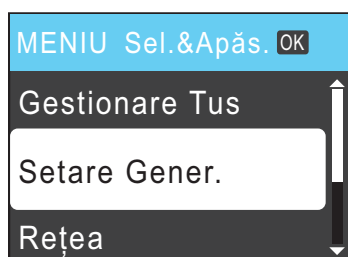 MENIU Sel.&Apăs. OK
Gestionare Tus
Setare Gener.
Rețea